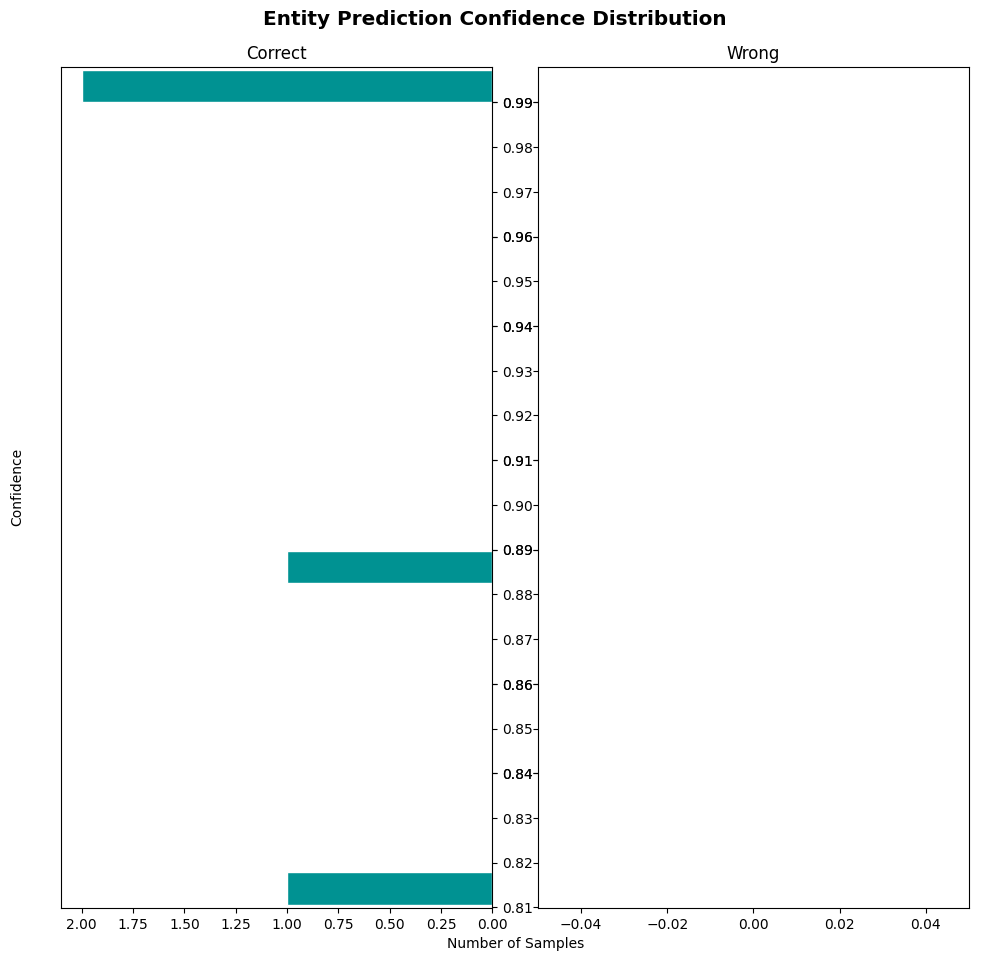 Entity Prediction Confidence Distribution
Correct
Wrong
Confidence
0.99
0.98
0.97
0.96
0.95
0.94
0.93
0.92
0.91
0.90
0.89
0.88
0.87
0.86
0.85
0.84
0.83
0.82
0.81
2.00 1.75 1.50 1.25 1.00 0.75 0.50 0.25 0.00
−0.04 −0.02 0.00 0.02 0.04
Number of Samples